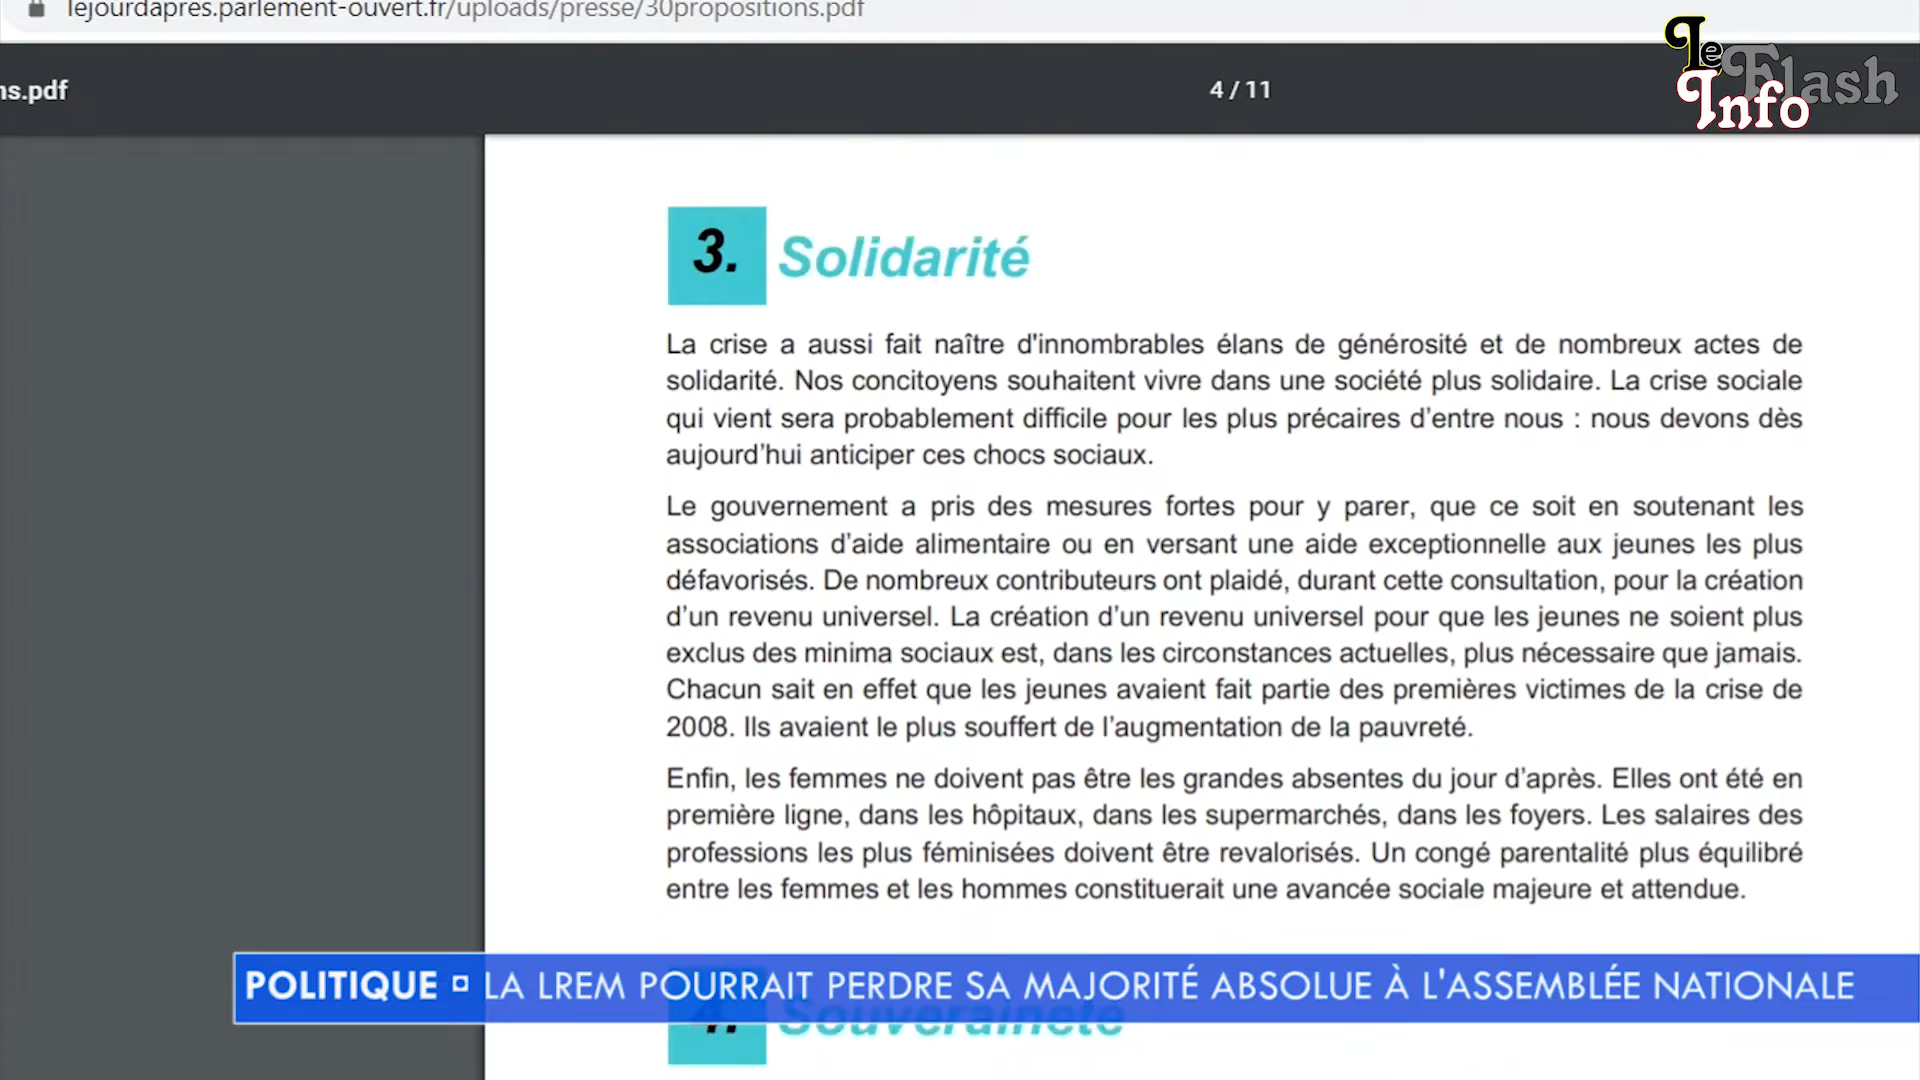 lejourdapres.parlement-ouvert.fr/uploads/presse/30propositions.pdf
ns.pdf
4 / 11
Le Flash
Info
3. Solidarité
La crise a aussi fait naître d'innombrables élans de générosité et de nombreux actes de
solidarité. Nos concitoyens souhaitent vivre dans une société plus solidaire. La crise sociale
qui vient sera probablement difficile pour les plus précaires d’entre nous : nous devons dès
aujourd’hui anticiper ces chocs sociaux.
Le gouvernement a pris des mesures fortes pour y parer, que ce soit en soutenant les
associations d’aide alimentaire ou en versant une aide exceptionnelle aux jeunes les plus
défavorisés. De nombreux contributeurs ont plaidé, durant cette consultation, pour la création
d’un revenu universel. La création d’un revenu universel pour que les jeunes ne soient plus
exclus des minima sociaux est, dans les circonstances actuelles, plus nécessaire que jamais.
Chacun sait en effet que les jeunes avaient fait partie des premières victimes de la crise de
2008. Ils avaient le plus souffert de l’augmentation de la pauvreté.
Enfin, les femmes ne doivent pas être les grandes absentes du jour d’après. Elles ont été en
première ligne, dans les hôpitaux, dans les supermarchés, dans les foyers. Les salaires des
professions les plus féminisées doivent être revalorisés. Un congé parentalité plus équilibré
entre les femmes et les hommes constituerait une avancée sociale majeure et attendue.
POLITIQUE ¤ LA LREM POURRAIT PERDRE SA MAJORITÉ ABSOLUE À L'ASSEMBLÉE NATIONALE
4. Souveraineté